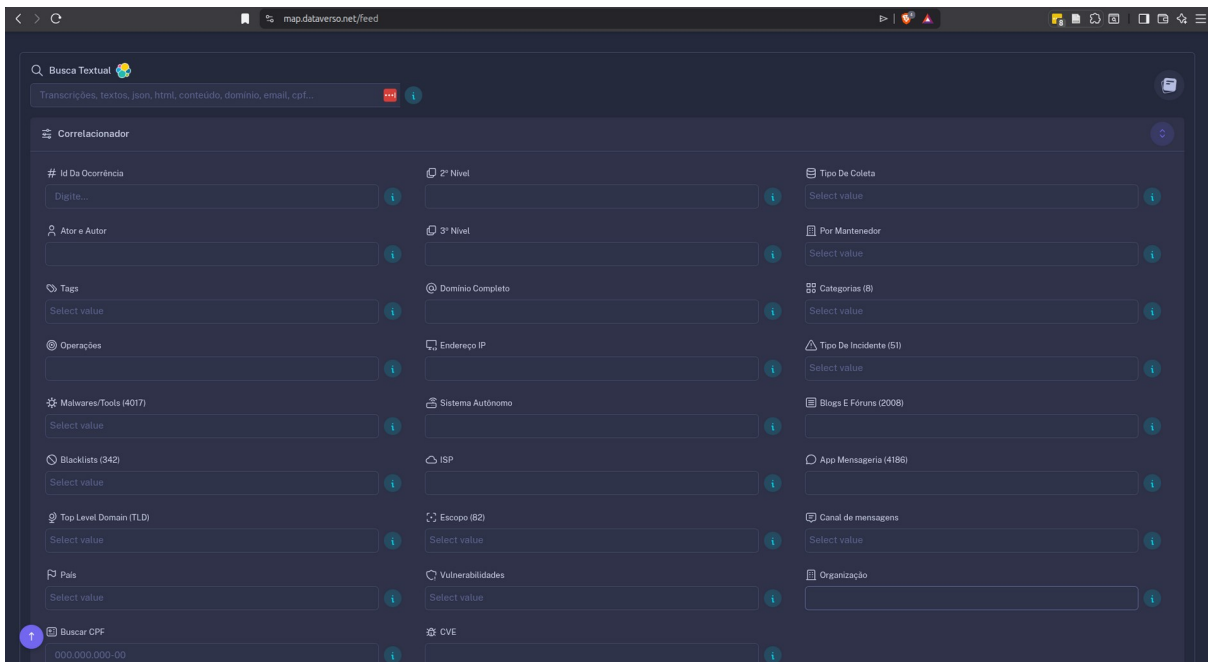 map.dataverso.net/feed
Busca Textual
Transcrições, textos, json, html, conteúdo, domínio, email, cpf...
Correlacionador
Id Da Ocorrência
2º Nível
Tipo De Coleta
Digite...
Select value
Ator e Autor
3º Nível
Por Mantenedor
Select value
Tags
Domínio Completo
Categorias (8)
Select value
Select value
Operações
Endereço IP
Tipo De Incidente (51)
Select value
Malwares/Tools (4017)
Sistema Autônomo
Blogs E Fóruns (2008)
Select value
Blacklists (342)
ISP
App Mensageria (4186)
Select value
Top Level Domain (TLD)
Escopo (82)
Canal de mensagens
Select value
Select value
Select value
País
Vulnerabilidades
Organização
Select value
Select value
Buscar CPF
CVE
000.000.000-00